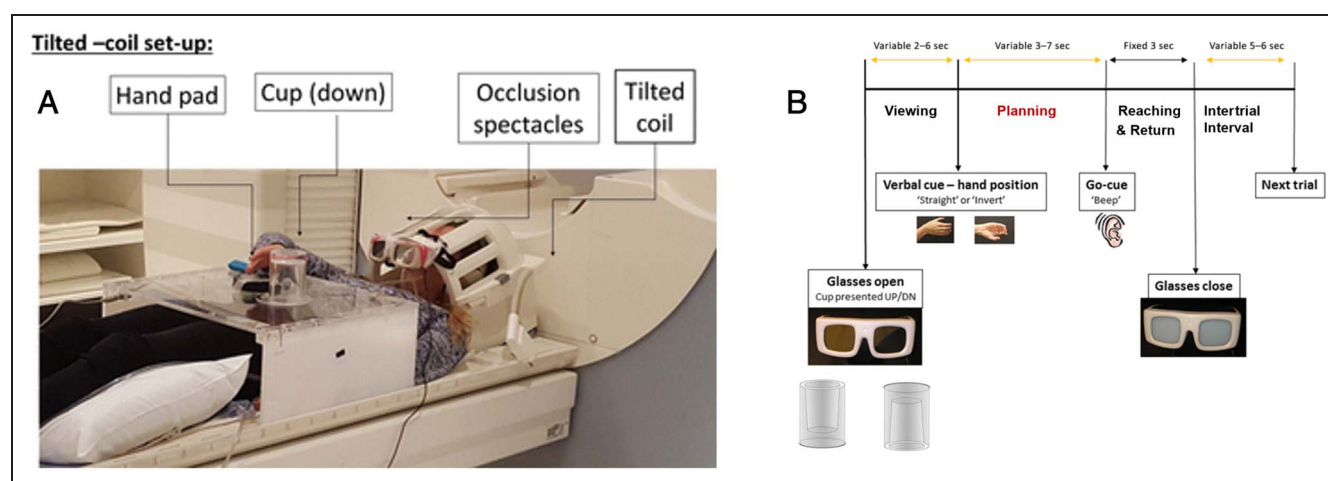 Tilted –coil set-up:
A
Hand pad
Cup (down)
Occlusion
spectacles
Tilted
coil
B
Variable 2–6 sec
Variable 3–7 sec
Fixed 3 sec
Variable 5–6 sec
Viewing
Planning
Reaching
& Return
Intertrial
Interval
Verbal cue – hand position
'Straight' or 'Invert'
Go-cue
'Beep'
Next trial
Glasses open
Cup presented UP/DN
Glasses close